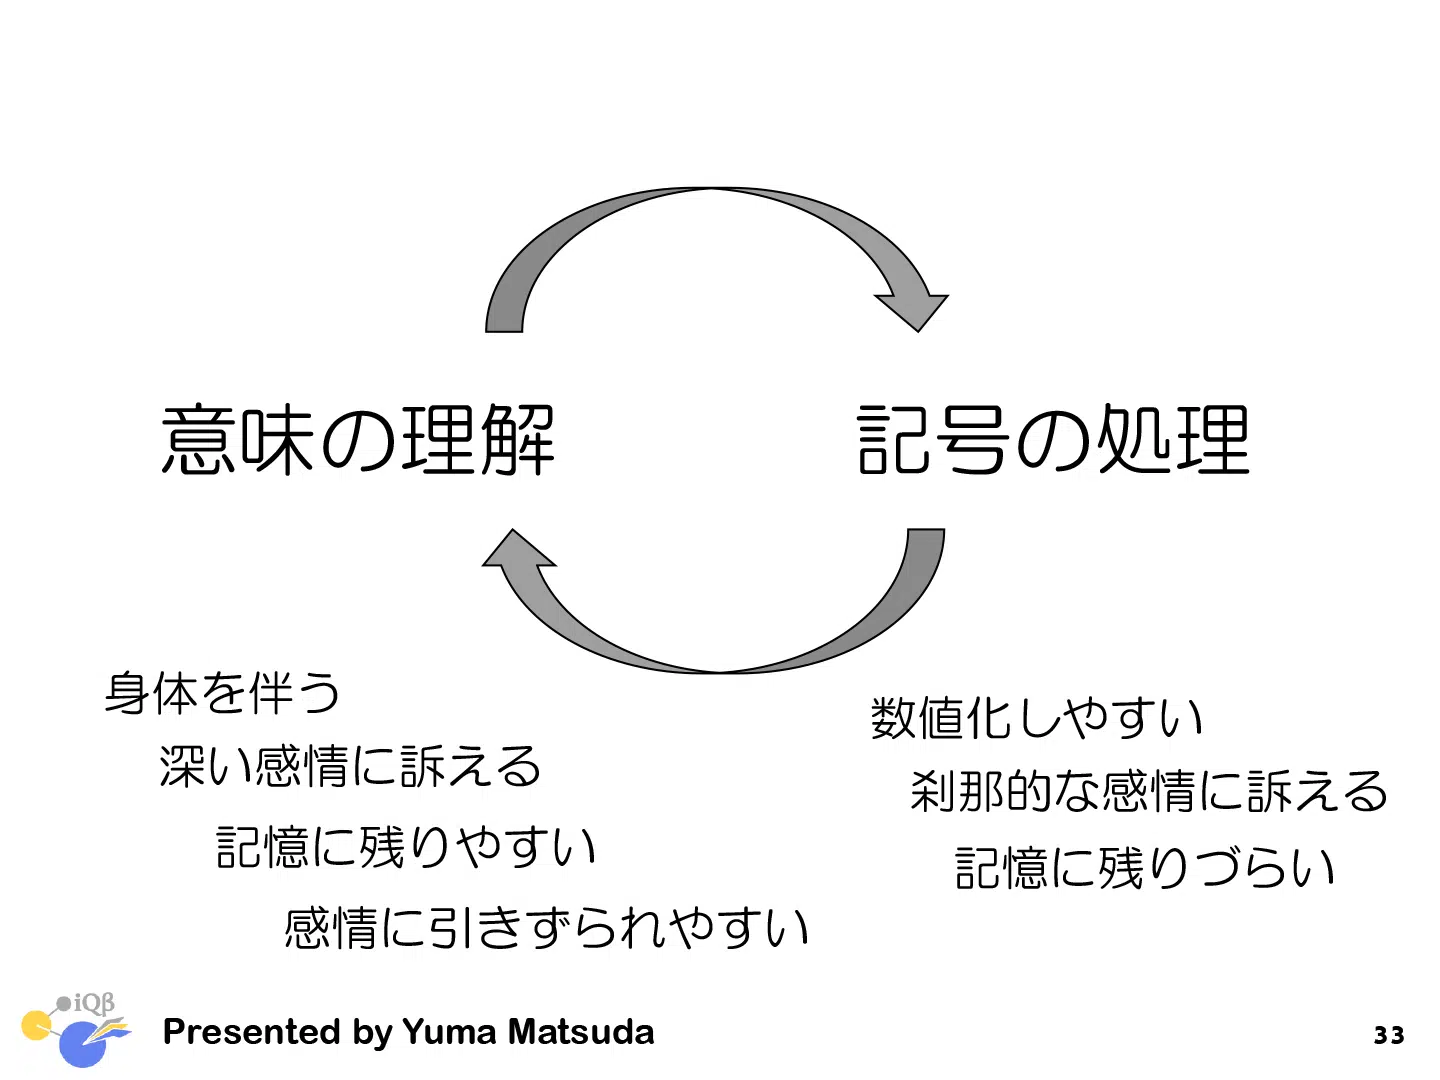 意味の理解
記号の処理
身体を伴う
深い感情に訴える
記憶に残りやすい
感情に引きずられやすい
数値化しやすい
刹那的な感情に訴える
記憶に残りづらい
iQβ
Presented by Yuma Matsuda
33